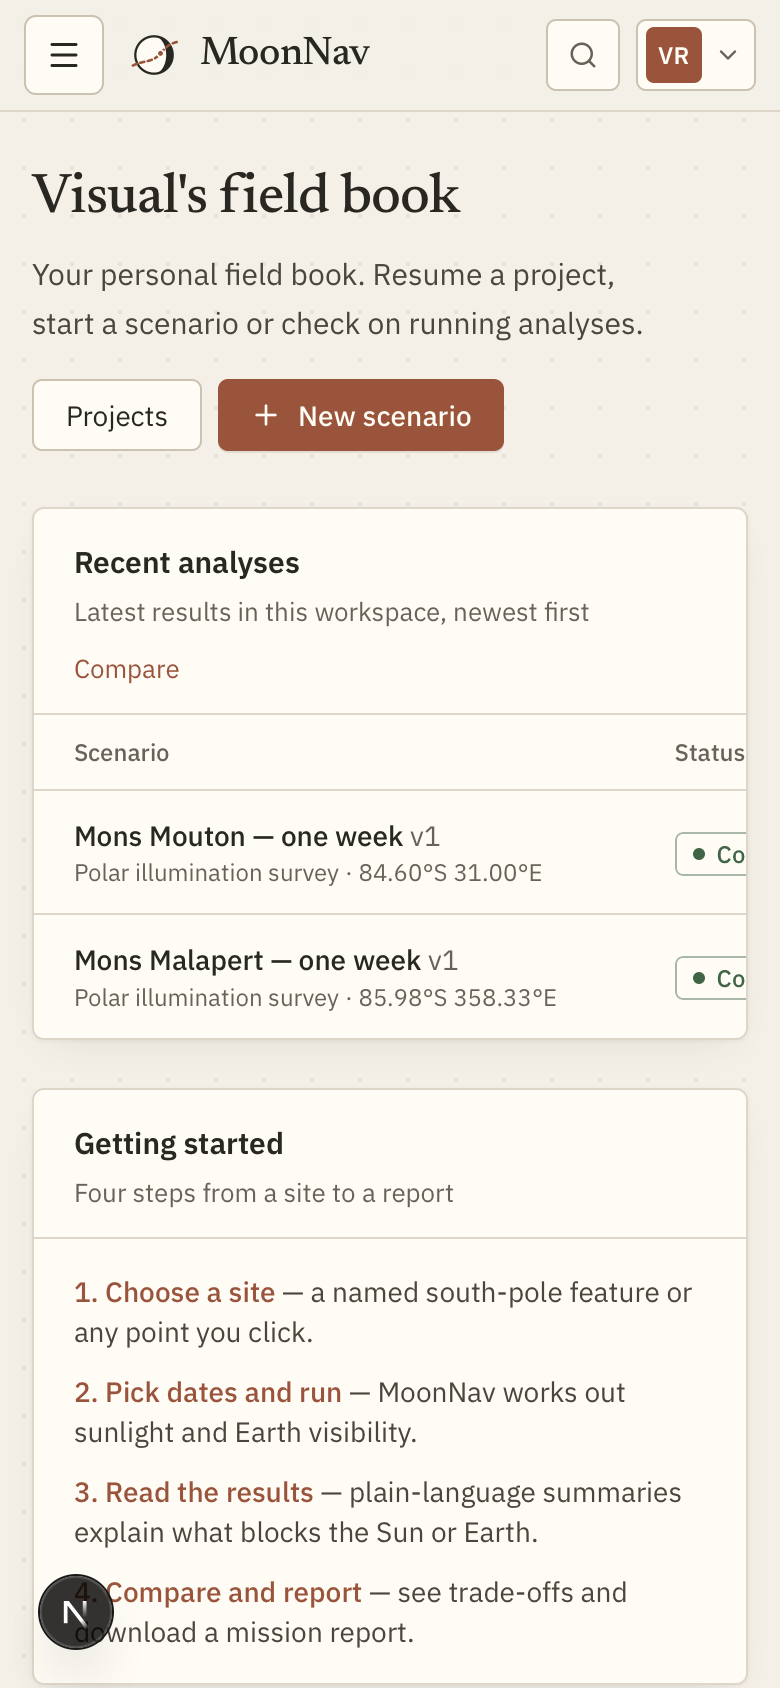 MoonNav
VR
Visual's field book
Your personal field book. Resume a project,
start a scenario or check on running analyses.
Projects
New scenario
Recent analyses
Latest results in this workspace, newest first
Compare
Scenario
Status
Mons Mouton — one week v1
Co
Polar illumination survey · 84.60°S 31.00°E
Mons Malapert — one week v1
Co
Polar illumination survey · 85.98°S 358.33°E
Getting started
Four steps from a site to a report
1. Choose a site — a named south-pole feature or
any point you click.
2. Pick dates and run — MoonNav works out
sunlight and Earth visibility.
3. Read the results — plain-language summaries
explain what blocks the Sun or Earth.
4. Compare and report — see trade-offs and
download a mission report.
N